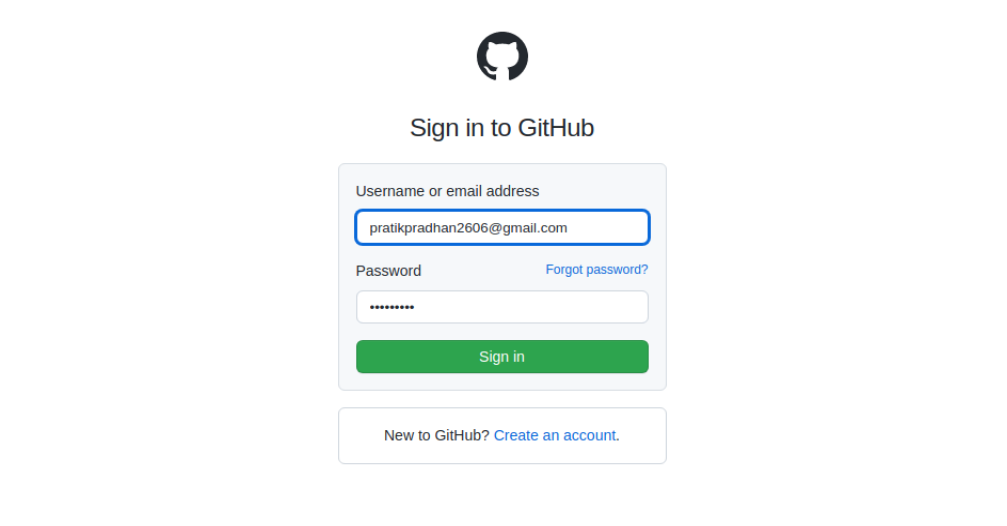 Sign in to GitHub
Username or email address
pratikpradhan2606@gmail.com
Password Forgot password?
•••••••••
Sign in
New to GitHub? Create an account.